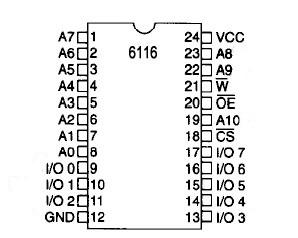 A7 1 6116 24 VCC
A6 2 23 A8
A5 3 22 A9
A4 4 21 W̅
A3 5 20 O̅E̅
A2 6 19 A10
A1 7 18 C̅S̅
A0 8 17 I/O 7
I/O 0 9 16 I/O 6
I/O 1 10 15 I/O 5
I/O 2 11 14 I/O 4
GND 12 13 I/O 3